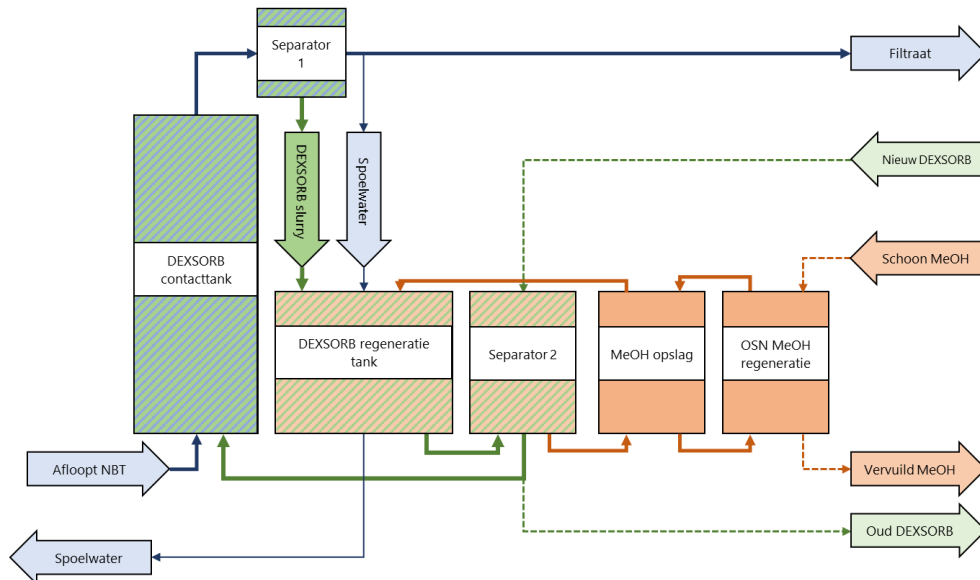 Separator
1
Filtraat
DEXSORB slurry
Spoelwater
Nieuw DEXSORB
DEXSORB
contacttank
Schoon MeOH
DEXSORB regeneratie
tank
Separator 2
MeOH opslag
OSN MeOH
regeneratie
Afloopt NBT
Vervuild MeOH
Oud DEXSORB
Spoelwater